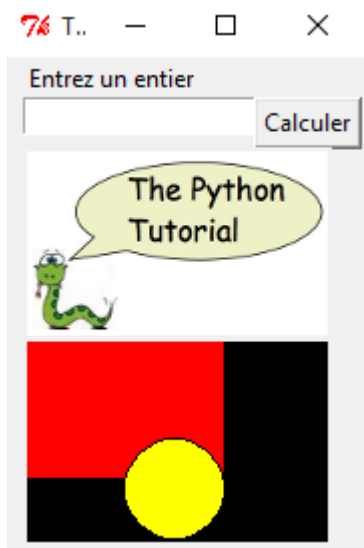 T..
Entrez un entier
Calculer
The Python
Tutorial